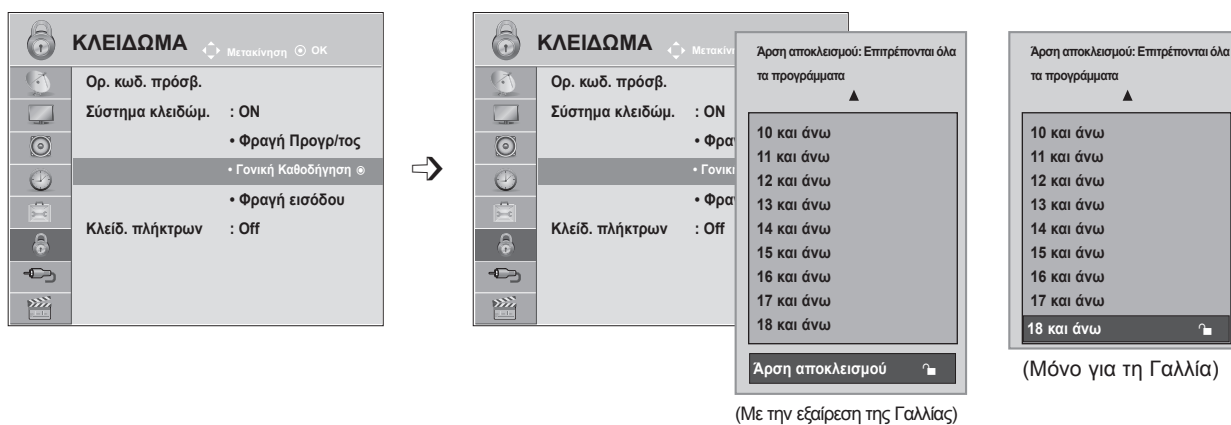 ΚΛΕΙΔΩΜΑ
Μετακίνηση OK
Ορ. κωδ. πρόσβ.
Σύστημα κλειδώμ. : ON
• Φραγή Προγρ/τος
• Γονική Καθοδήγηση
• Φραγή εισόδου
Κλείδ. πλήκτρων : Off
ΚΛΕΙΔΩΜΑ
Ορ. κωδ. πρόσβ.
Σύστημα κλειδώμ. : ON
Κλείδ. πλήκτρων : Off
Άρση αποκλεισμού: Επιτρέπονται όλα
τα προγράμματα
10 και άνω
11 και άνω
12 και άνω
13 και άνω
14 και άνω
15 και άνω
16 και άνω
17 και άνω
18 και άνω
Άρση αποκλεισμού
(Με την εξαίρεση της Γαλλίας)
Άρση αποκλεισμού: Επιτρέπονται όλα
τα προγράμματα
10 και άνω
11 και άνω
12 και άνω
13 και άνω
14 και άνω
15 και άνω
16 και άνω
17 και άνω
18 και άνω
(Μόνο για τη Γαλλία)